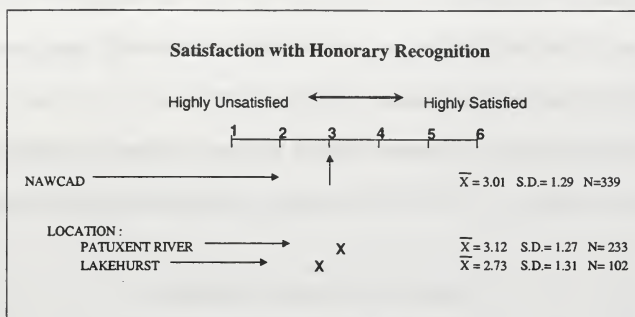 Satisfaction with Honorary Recognition
Highly Unsatisfied Highly Satisfied
1 2 3 4 5 6
NAWCAD X = 3.01 S.D.= 1.29 N=339
LOCATION :
PATUXENT RIVER X X = 3.12 S.D.= 1.27 N= 233
LAKEHURST X X = 2.73 S.D.= 1.31 N= 102